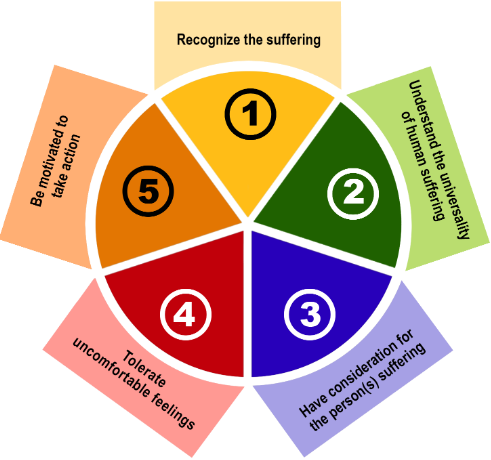 Recognize the suffering
1
Understand the universality
of human suffering
2
Have consideration for
the person(s) suffering
3
Tolerate
uncomfortable feelings
4
Be motivated to
take action
5